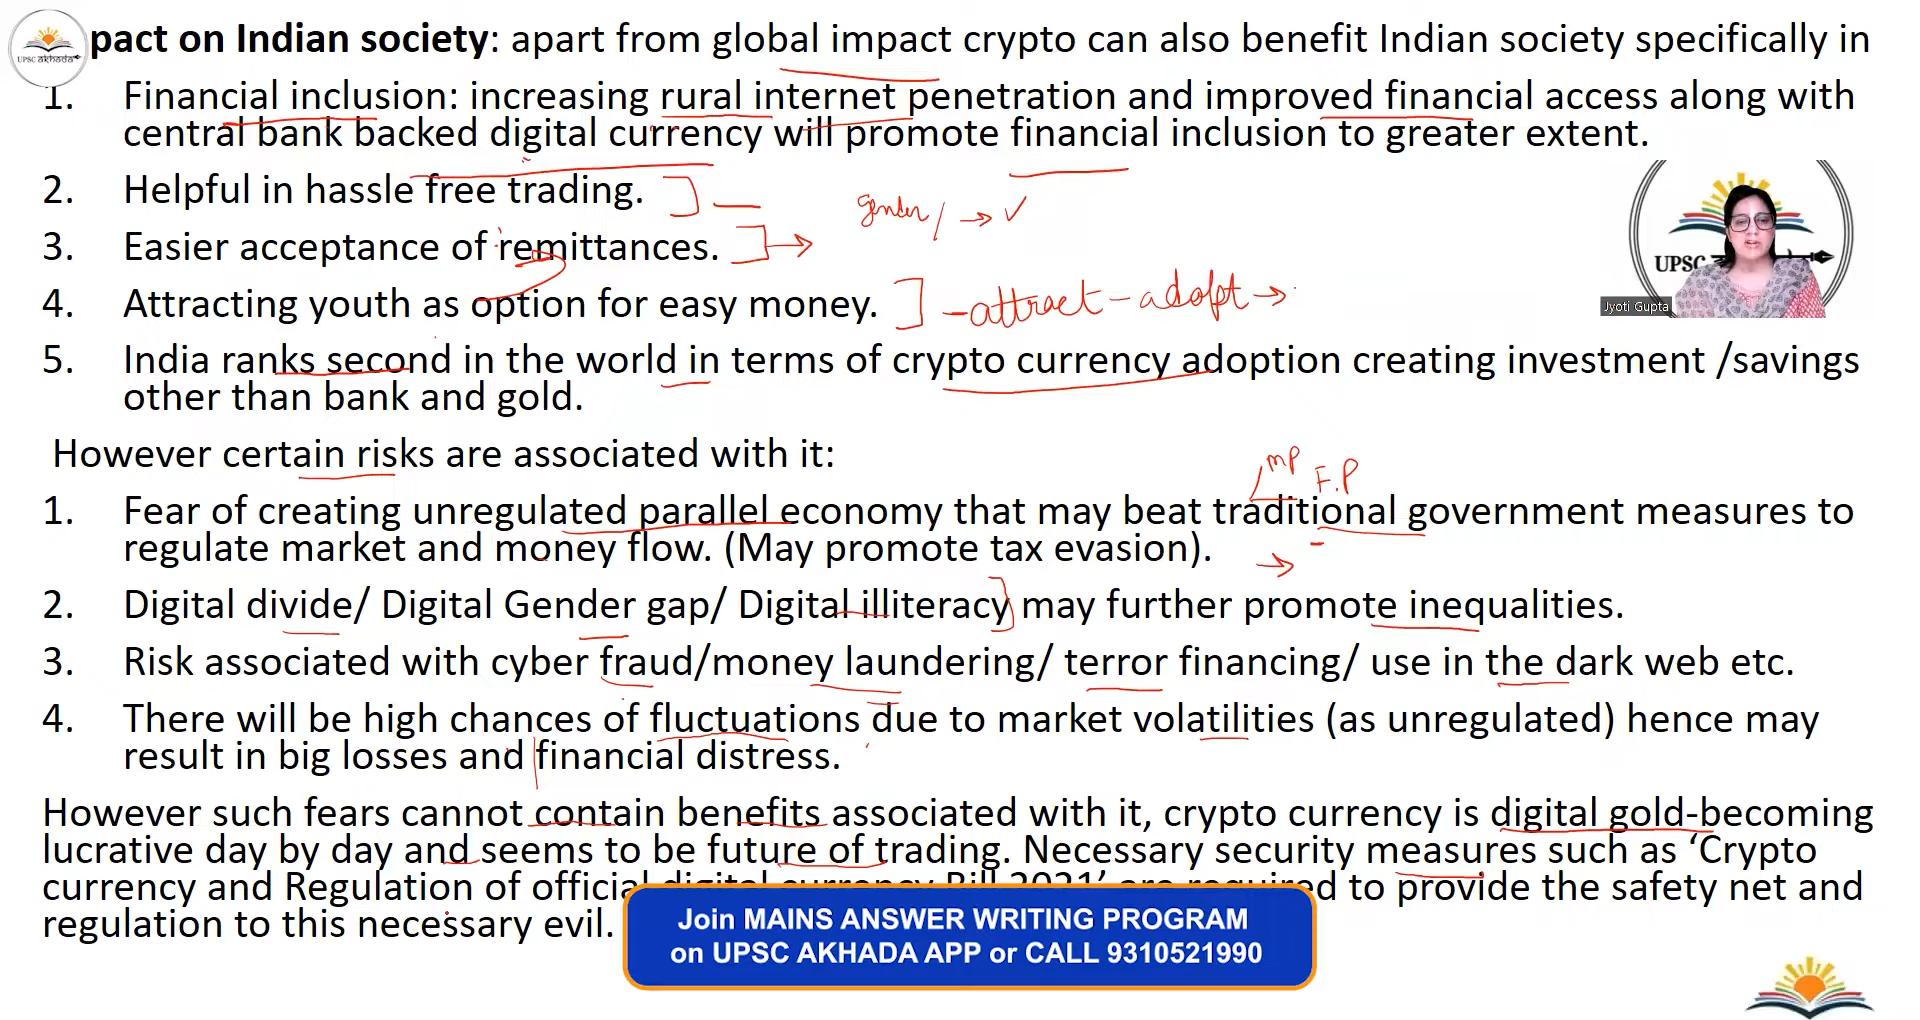 pact on Indian society: apart from global impact crypto can also benefit Indian society specifically in
1. Financial inclusion: increasing rural internet penetration and improved financial access along with
central bank backed digital currency will promote financial inclusion to greater extent.
2. Helpful in hassle free trading.
gender/ → ✓
3. Easier acceptance of remittances.
4. Attracting youth as option for easy money.
- attract - adopt →
5. India ranks second in the world in terms of crypto currency adoption creating investment /savings
other than bank and gold.
However certain risks are associated with it:
MP F.P
1. Fear of creating unregulated parallel economy that may beat traditional government measures to
regulate market and money flow. (May promote tax evasion).
2. Digital divide/ Digital Gender gap/ Digital illiteracy may further promote inequalities.
3. Risk associated with cyber fraud/money laundering/ terror financing/ use in the dark web etc.
4. There will be high chances of fluctuations due to market volatilities (as unregulated) hence may
result in big losses and financial distress.
However such fears cannot contain benefits associated with it, crypto currency is digital gold-becoming
lucrative day by day and seems to be future of trading. Necessary security measures such as ‘Crypto
currency and Regulation of official digital currency Bill 2021’ are required to provide the safety net and
regulation to this necessary evil.
UPSC akhada
UPSC
Jyoti Gupta
Join MAINS ANSWER WRITING PROGRAM
on UPSC AKHADA APP or CALL 9310521990